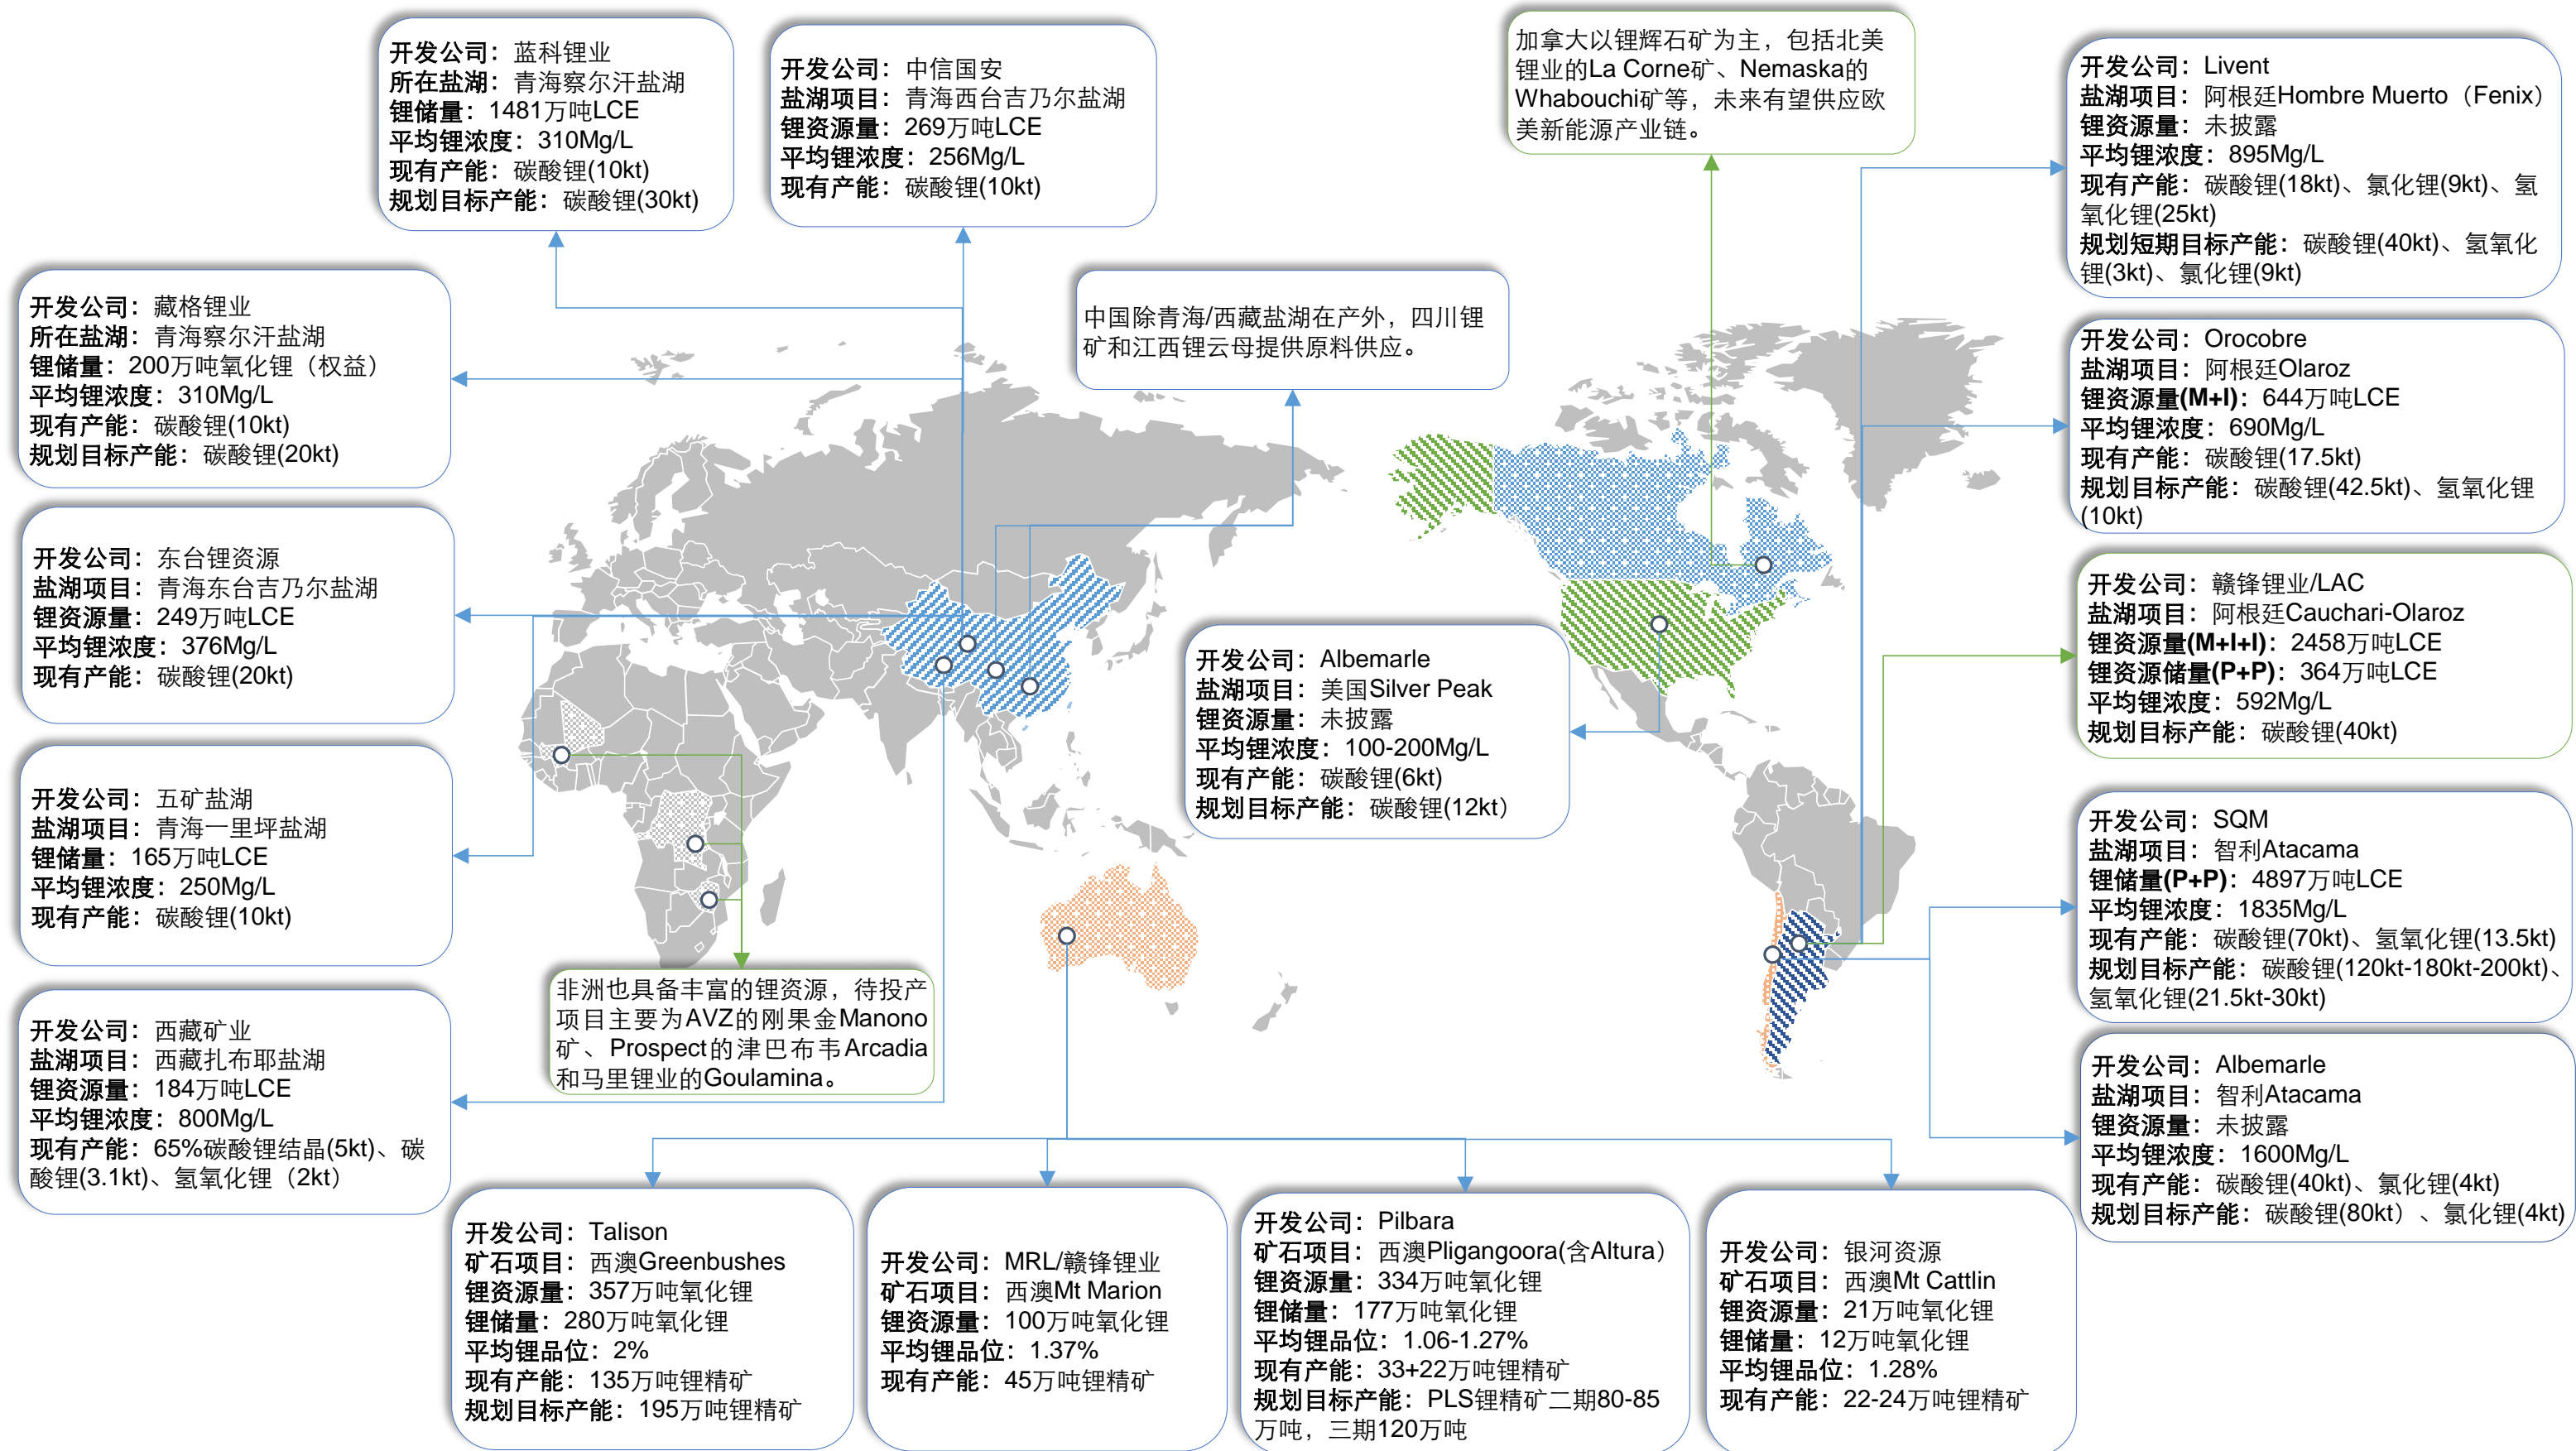 开发公司：蓝科锂业
所在盐湖：青海察尔汗盐湖
锂储量：1481万吨LCE
平均锂浓度：310Mg/L
现有产能：碳酸锂(10kt)
规划目标产能：碳酸锂(30kt)
开发公司：中信国安
盐湖项目：青海西台吉乃尔盐湖
锂资源量：269万吨LCE
平均锂浓度：256Mg/L
现有产能：碳酸锂(10kt)
加拿大以锂辉石矿为主，包括北美
锂业的La Corne矿、Nemaska的
Whabouchi矿等，未来有望供应欧
美新能源产业链。
开发公司：Livent
盐湖项目：阿根廷Hombre Muerto（Fenix）
锂资源量：未披露
平均锂浓度：895Mg/L
现有产能：碳酸锂(18kt)、氯化锂(9kt)、氢
氧化锂(25kt)
规划短期目标产能：碳酸锂(40kt)、氢氧化
锂(3kt)、氯化锂(9kt)
开发公司：藏格锂业
所在盐湖：青海察尔汗盐湖
锂储量：200万吨氧化锂（权益）
平均锂浓度：310Mg/L
现有产能：碳酸锂(10kt)
规划目标产能：碳酸锂(20kt)
中国除青海/西藏盐湖在产外，四川锂
矿和江西锂云母提供原料供应。
开发公司：Orocobre
盐湖项目：阿根廷Olaroz
锂资源量(M+I)：644万吨LCE
平均锂浓度：690Mg/L
现有产能：碳酸锂(17.5kt)
规划目标产能：碳酸锂(42.5kt)、氢氧化锂
(10kt)
开发公司：东台锂资源
盐湖项目：青海东台吉乃尔盐湖
锂资源量：249万吨LCE
平均锂浓度：376Mg/L
现有产能：碳酸锂(20kt)
开发公司：赣锋锂业/LAC
盐湖项目：阿根廷Cauchari-Olaroz
锂资源量(M+I+I)：2458万吨LCE
锂资源储量(P+P)：364万吨LCE
平均锂浓度：592Mg/L
规划目标产能：碳酸锂(40kt)
开发公司：Albemarle
盐湖项目：美国Silver Peak
锂资源量：未披露
平均锂浓度：100-200Mg/L
现有产能：碳酸锂(6kt)
规划目标产能：碳酸锂(12kt）
开发公司：五矿盐湖
盐湖项目：青海一里坪盐湖
锂储量：165万吨LCE
平均锂浓度：250Mg/L
现有产能：碳酸锂(10kt)
开发公司：SQM
盐湖项目：智利Atacama
锂储量(P+P)：4897万吨LCE
平均锂浓度：1835Mg/L
现有产能：碳酸锂(70kt)、氢氧化锂(13.5kt)
规划目标产能：碳酸锂(120kt-180kt-200kt)、
氢氧化锂(21.5kt-30kt)
非洲也具备丰富的锂资源，待投产
项目主要为AVZ的刚果金Manono
矿、Prospect的津巴布韦Arcadia
和马里锂业的Goulamina。
开发公司：西藏矿业
盐湖项目：西藏扎布耶盐湖
锂资源量：184万吨LCE
平均锂浓度：800Mg/L
现有产能：65%碳酸锂结晶(5kt)、碳
酸锂(3.1kt)、氢氧化锂（2kt）
开发公司：Albemarle
盐湖项目：智利Atacama
锂资源量：未披露
平均锂浓度：1600Mg/L
现有产能：碳酸锂(40kt)、氯化锂(4kt)
规划目标产能：碳酸锂(80kt）、氯化锂(4kt)
开发公司：Talison
矿石项目：西澳Greenbushes
锂资源量：357万吨氧化锂
锂储量：280万吨氧化锂
平均锂品位：2%
现有产能：135万吨锂精矿
规划目标产能：195万吨锂精矿
开发公司：MRL/赣锋锂业
矿石项目：西澳Mt Marion
锂资源量：100万吨氧化锂
平均锂品位：1.37%
现有产能：45万吨锂精矿
开发公司：Pilbara
矿石项目：西澳Pligangoora(含Altura）
锂资源量：334万吨氧化锂
锂储量：177万吨氧化锂
平均锂品位：1.06-1.27%
现有产能：33+22万吨锂精矿
规划目标产能：PLS锂精矿二期80-85
万吨，三期120万吨
开发公司：银河资源
矿石项目：西澳Mt Cattlin
锂资源量：21万吨氧化锂
锂储量：12万吨氧化锂
平均锂品位：1.28%
现有产能：22-24万吨锂精矿